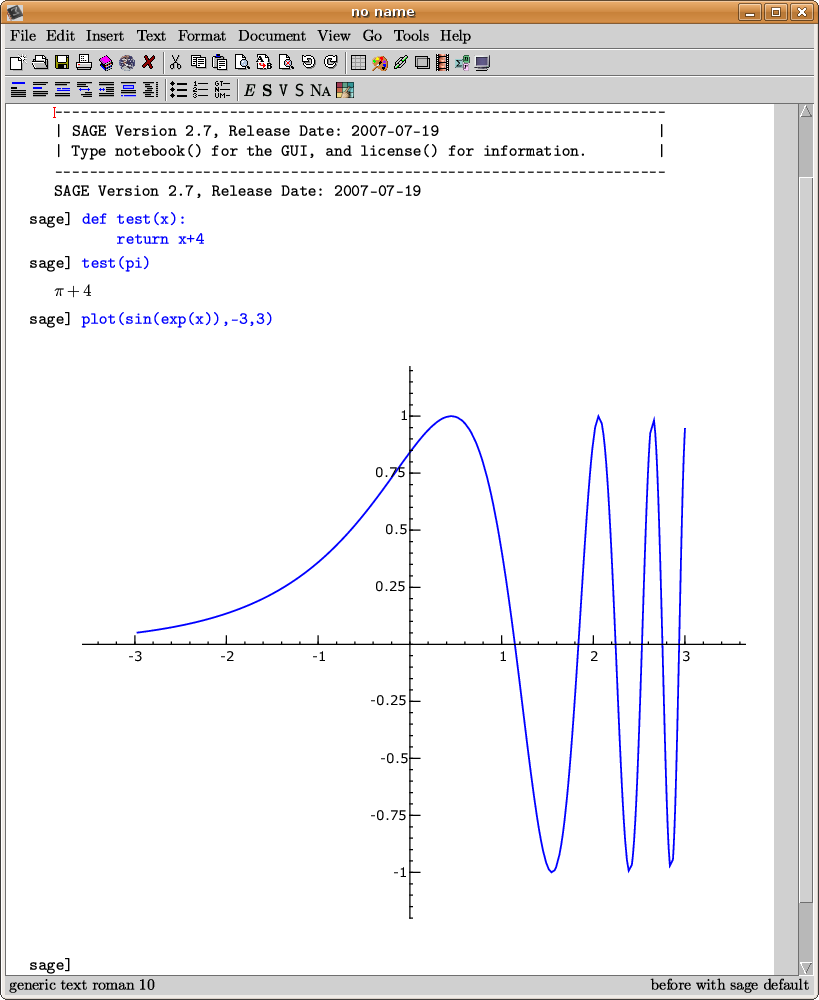 no name
File Edit Insert Text Format Document View Go Tools Help
E S V S NA
----------------------------------------------------------------------
| SAGE Version 2.7, Release Date: 2007-07-19 |
| Type notebook() for the GUI, and license() for information. |
----------------------------------------------------------------------
SAGE Version 2.7, Release Date: 2007-07-19
sage] def test(x):
return x+4
sage] test(pi)
π + 4
sage] plot(sin(exp(x)),-3,3)
1
0.75
0.5
0.25
-3 -2 -1 1 2 3
-0.25
-0.5
-0.75
-1
sage]
generic text roman 10 before with sage default